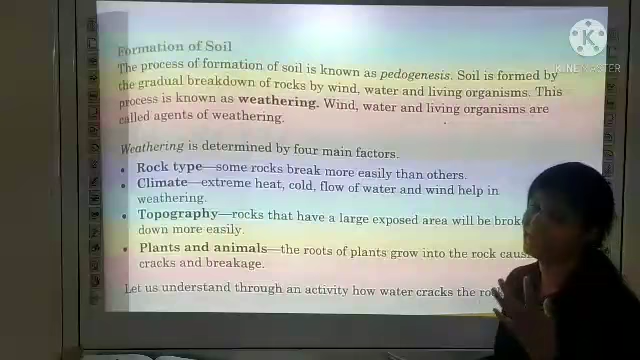 Formation of Soil
The process of formation of soil is known as pedogenesis. Soil is formed by
the gradual breakdown of rocks by wind, water and living organisms. This
process is known as weathering. Wind, water and living organisms are
called agents of weathering.
Weathering is determined by four main factors.
• Rock type—some rocks break more easily than others.
• Climate—extreme heat, cold, flow of water and wind help in
weathering.
• Topography—rocks that have a large exposed area will be brok
down more easily.
• Plants and animals—the roots of plants grow into the rock caus
cracks and breakage.
Let us understand through an activity how water cracks the ro
K
KINEMASTER